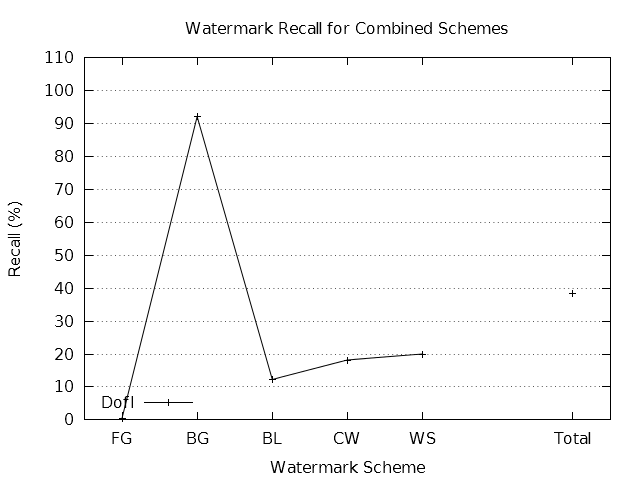 Watermark Recall for Combined Schemes
110
100
90
80
70
60
50
40
30
20
10
0
Recall (%)
DofI
FG BG BL CW WS Total
Watermark Scheme